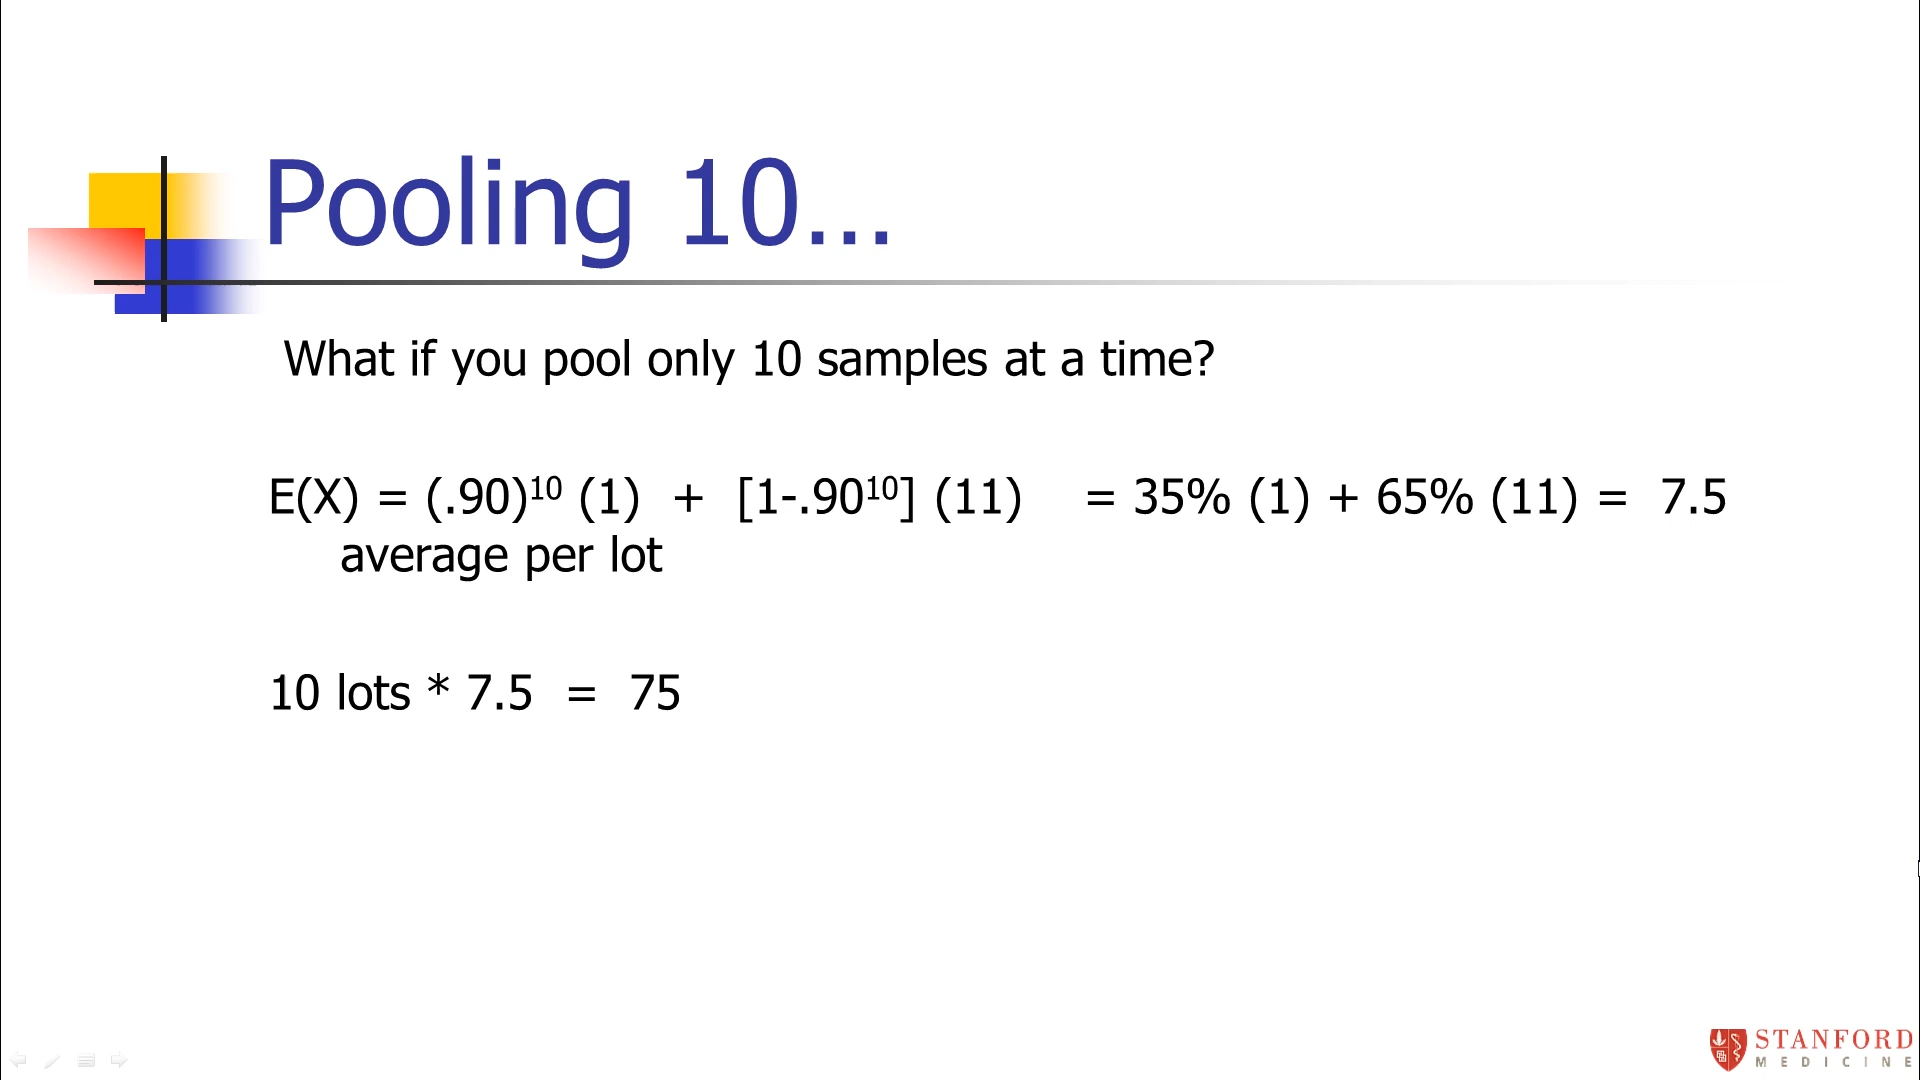 Pooling 10…
What if you pool only 10 samples at a time?
E(X) = (.90)¹⁰ (1) + [1-.90¹⁰] (11) = 35% (1) + 65% (11) = 7.5
average per lot
10 lots * 7.5 = 75
STANFORD
MEDICINE